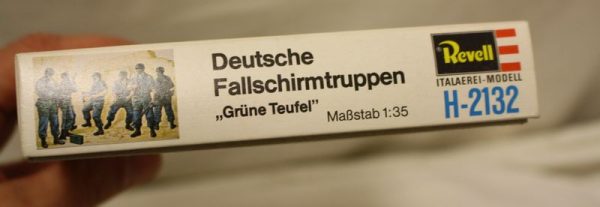 Deutsche
Fallschirmtruppen
„Grüne Teufel”
Maßstab 1:35
Revell
ITALAEREI-MODELL
H-2132